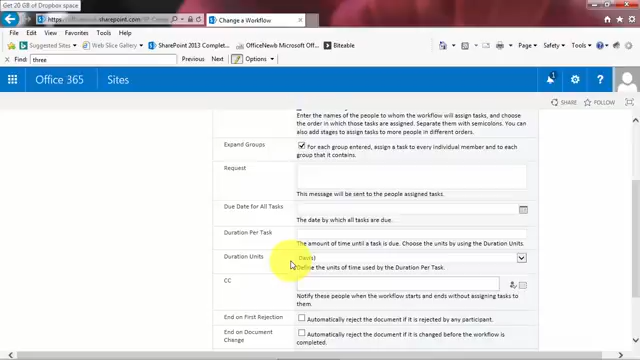 Get 20 GB of Dropbox space
https://
.sharepoint.com
Change a Workflow
File Edit View Favorites Tools Help
Suggested Sites Web Slice Gallery SharePoint 2013 Complet... OfficeNewb Microsoft Off... Biteable
Page Safety Tools
Find: three Previous Next Options
Office 365 Sites
1
?
SHARE FOLLOW
Enter the names of the people to whom the workflow will assign tasks, and choose
the order in which those tasks are assigned. Separate them with semicolons. You
can also add stages to assign tasks to more people in different orders.
Expand Groups
For each group entered, assign a task to every individual member and to each
group that it contains.
Request
This message will be sent to the people assigned tasks.
Due Date for All Tasks
The date by which all tasks are due.
Duration Per Task
The amount of time until a task is due. Choose the units by using the Duration Units.
Duration Units
Day(s)
Define the units of time used by the Duration Per Task.
CC
Notify these people when the workflow starts and ends without assigning tasks to
them.
End on First Rejection
Automatically reject the document if it is rejected by any participant.
End on Document
Change
Automatically reject the document if it is changed before the workflow is
completed.